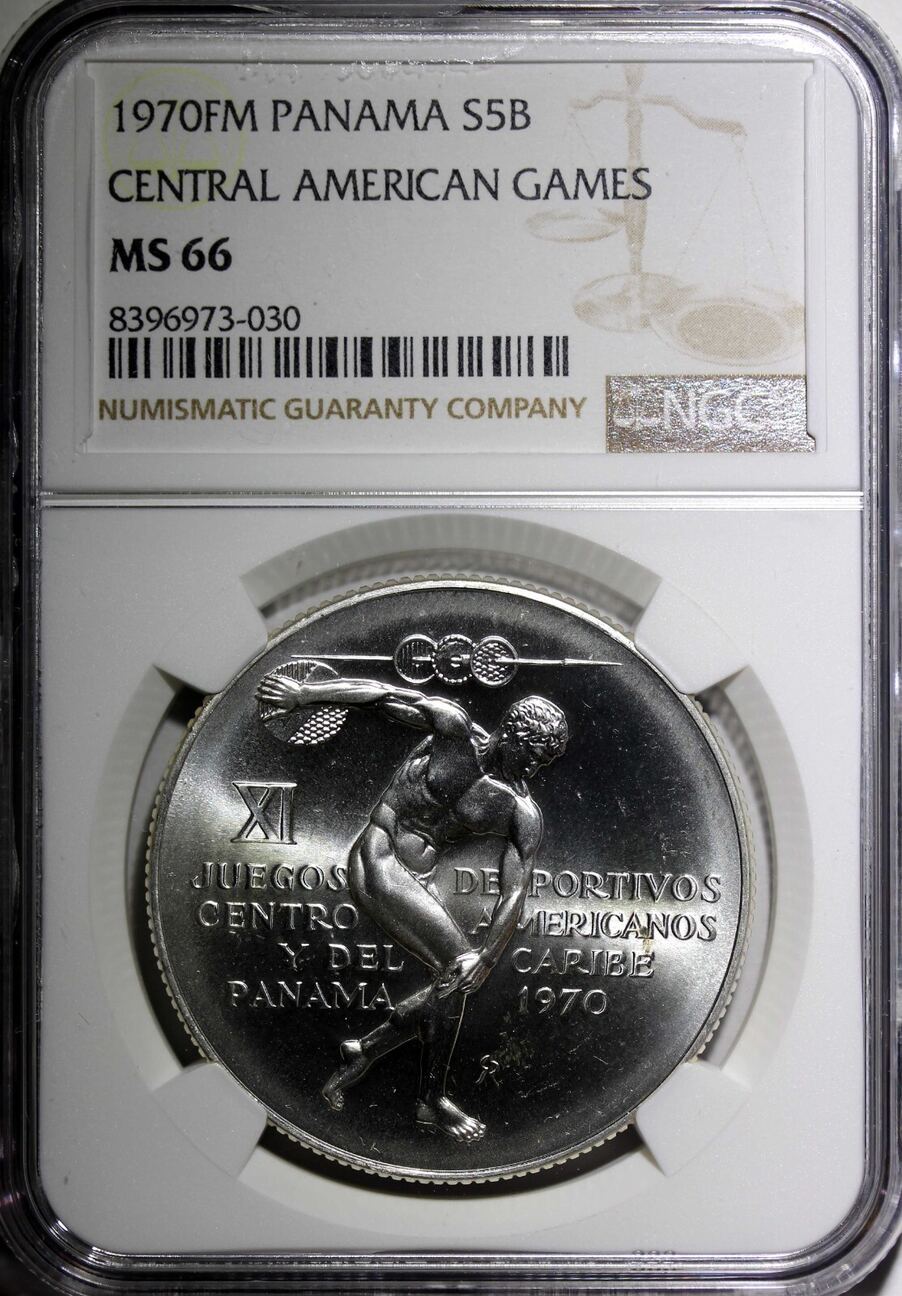 1970FM PANAMA S5B
CENTRAL AMERICAN GAMES
MS 66
8396973-030
NUMISMATIC GUARANTY COMPANY
NGC
XI
JUEGOS DEPORTIVOS
CENTRO AMERICANOS
Y DEL CARIBE
PANAMA 1970